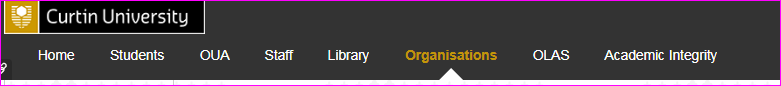 Curtin University
Home Students OUA Staff Library Organisations OLAS Academic Integrity